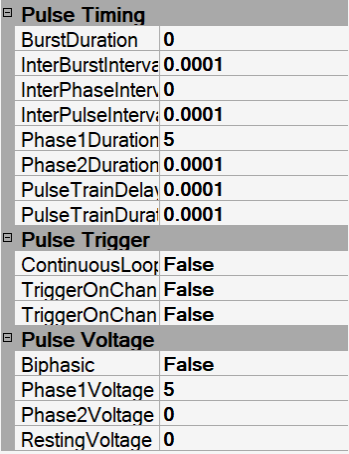 Pulse Timing
BurstDuration 0
InterBurstInterva 0.0001
InterPhaseInterv 0
InterPulseInterva 0.0001
Phase1Duration 5
Phase2Duration 0.0001
PulseTrainDelay 0.0001
PulseTrainDurat 0.0001
Pulse Trigger
ContinuousLoop False
TriggerOnChan False
TriggerOnChan False
Pulse Voltage
Biphasic False
Phase1Voltage 5
Phase2Voltage 0
RestingVoltage 0